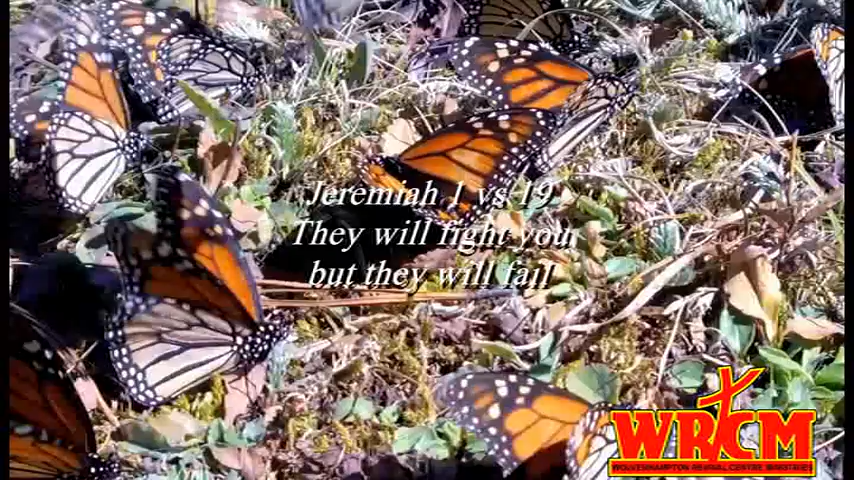 Jeremiah 1 vs 19
They will fight you
but they will fail
WRCM
WOLVERHAMPTON REVIVAL CENTRE MINISTRIES